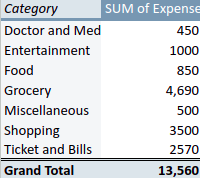 Category SUM of Expense
Doctor and Med 450
Entertainment 1000
Food 850
Grocery 4,690
Miscellaneous 500
Shopping 3500
Ticket and Bills 2570
Grand Total 13,560